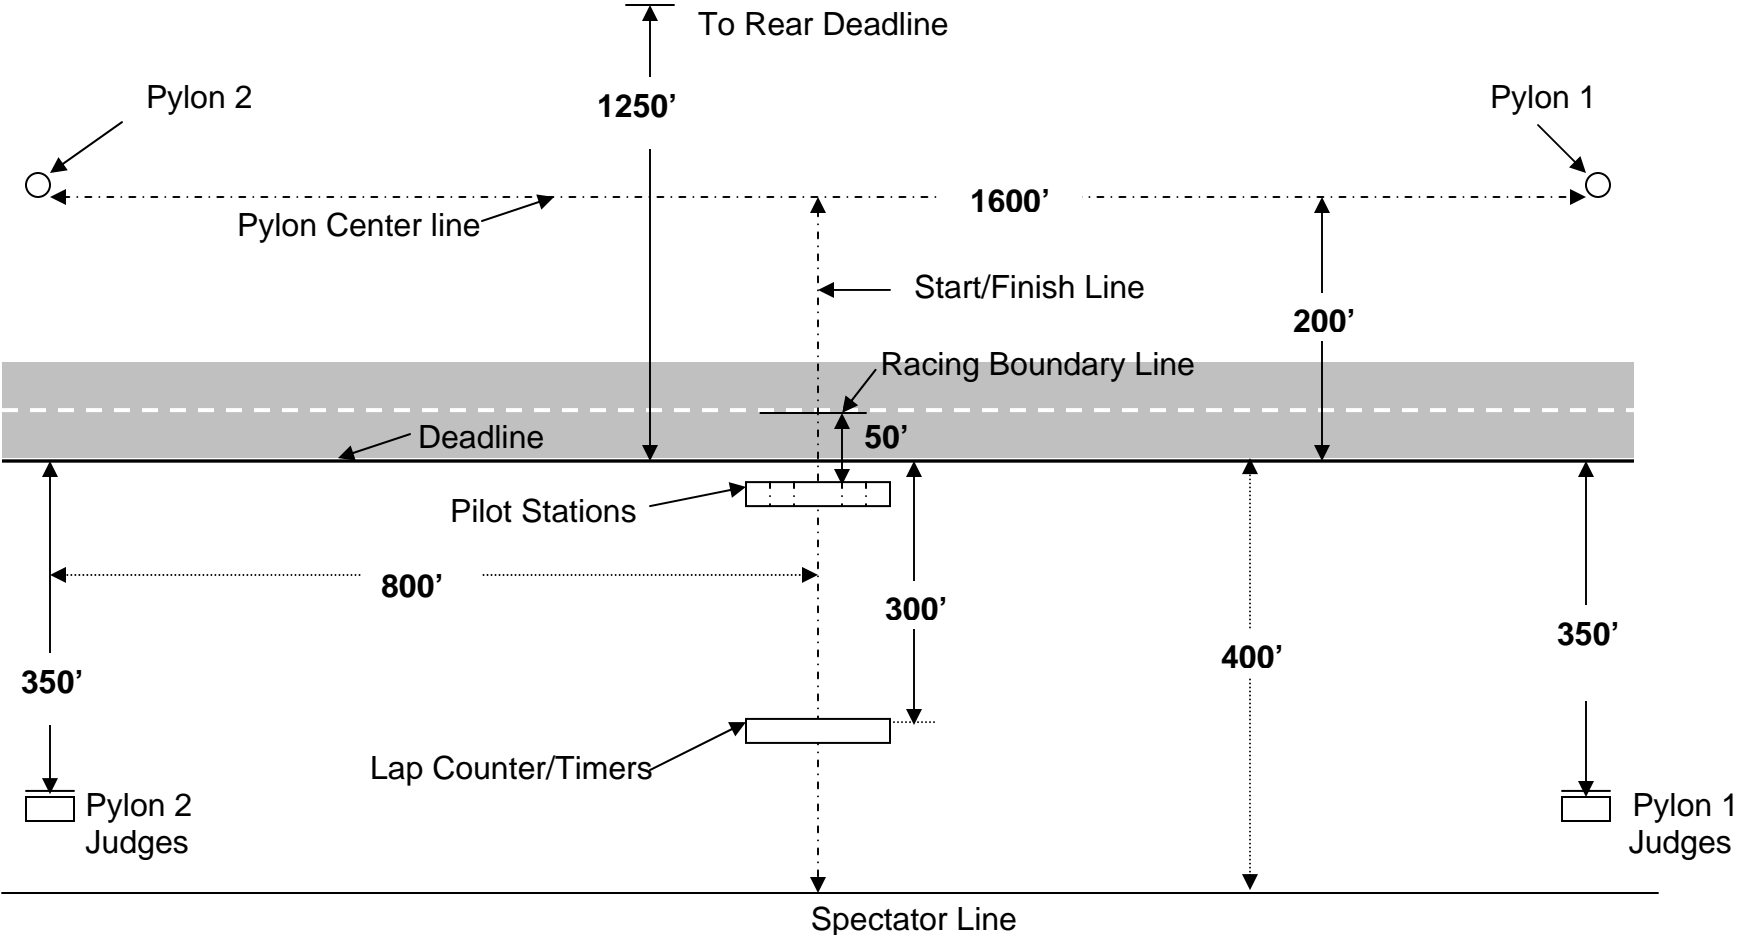 To Rear Deadline
Pylon 2
1250’
Pylon 1
1600’
Pylon Center line
Start/Finish Line
200’
Racing Boundary Line
Deadline
50’
Pilot Stations
800’
300’
350’
400’
350’
Lap Counter/Timers
Pylon 2
Judges
Pylon 1
Judges
Spectator Line